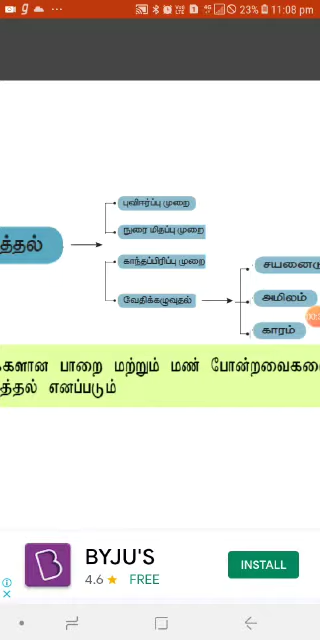 23% 11:08 pm
புவிஈர்ப்பு முறை
நுரை மிதப்பு முறை
த்தல்
காந்தப்பிரிப்பு முறை
சயனைடு
வேதிக்கழுவுதல்
அமிலம்
காரம்
களான பாறை மற்றும் மண் போன்றவைகளை
த்தல் எனப்படும்
BYJU'S
4.6 ★ FREE
INSTALL